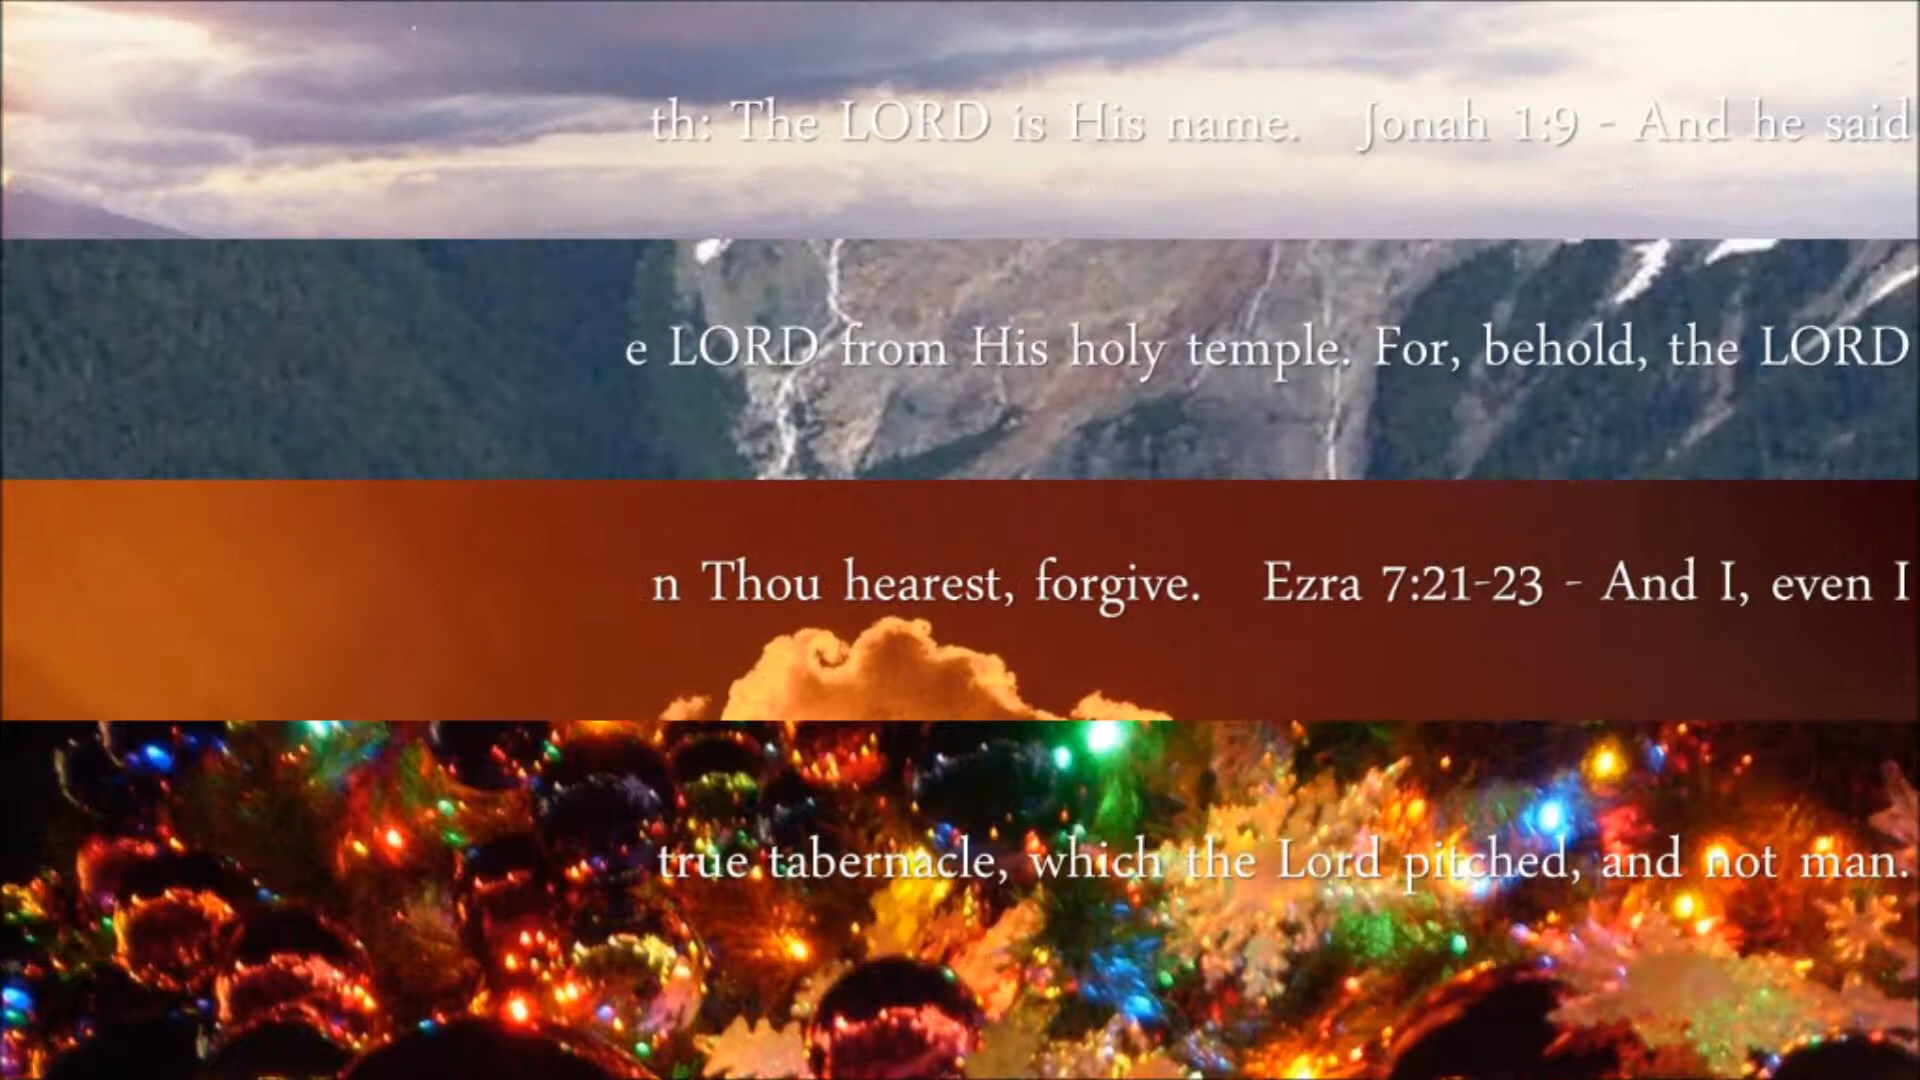 th: The LORD is His name. Jonah 1:9 - And he said
e LORD from His holy temple. For, behold, the LORD
n Thou hearest, forgive. Ezra 7:21-23 - And I, even I
true tabernacle, which the Lord pitched, and not man.